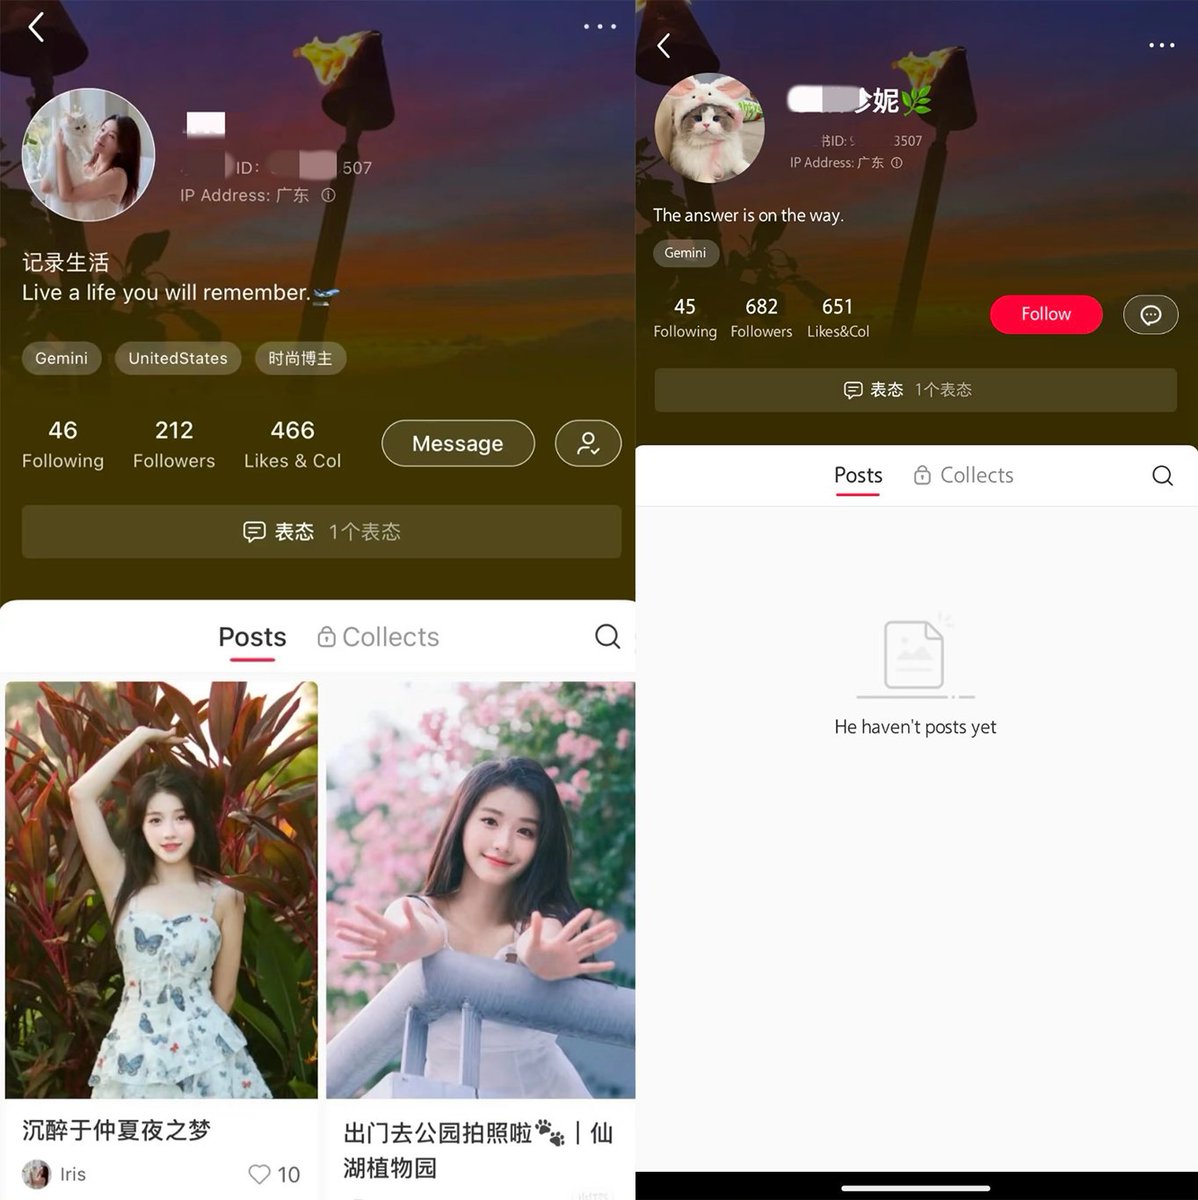 ID:
507
IP Address: 广东
记录生活
Live a life you will remember.
Gemini
UnitedStates
时尚博主
46
Following
212
Followers
466
Likes & Col
Message
表态 1个表态
Posts
Collects
沉醉于仲夏夜之梦
Iris
10
出门去公园拍照啦🐾｜仙
湖植物园
妮🌿
书ID:
3507
IP Address: 广东
The answer is on the way.
Gemini
45
Following
682
Followers
651
Likes&Col
Follow
表态 1个表态
Posts
Collects
He haven't posts yet